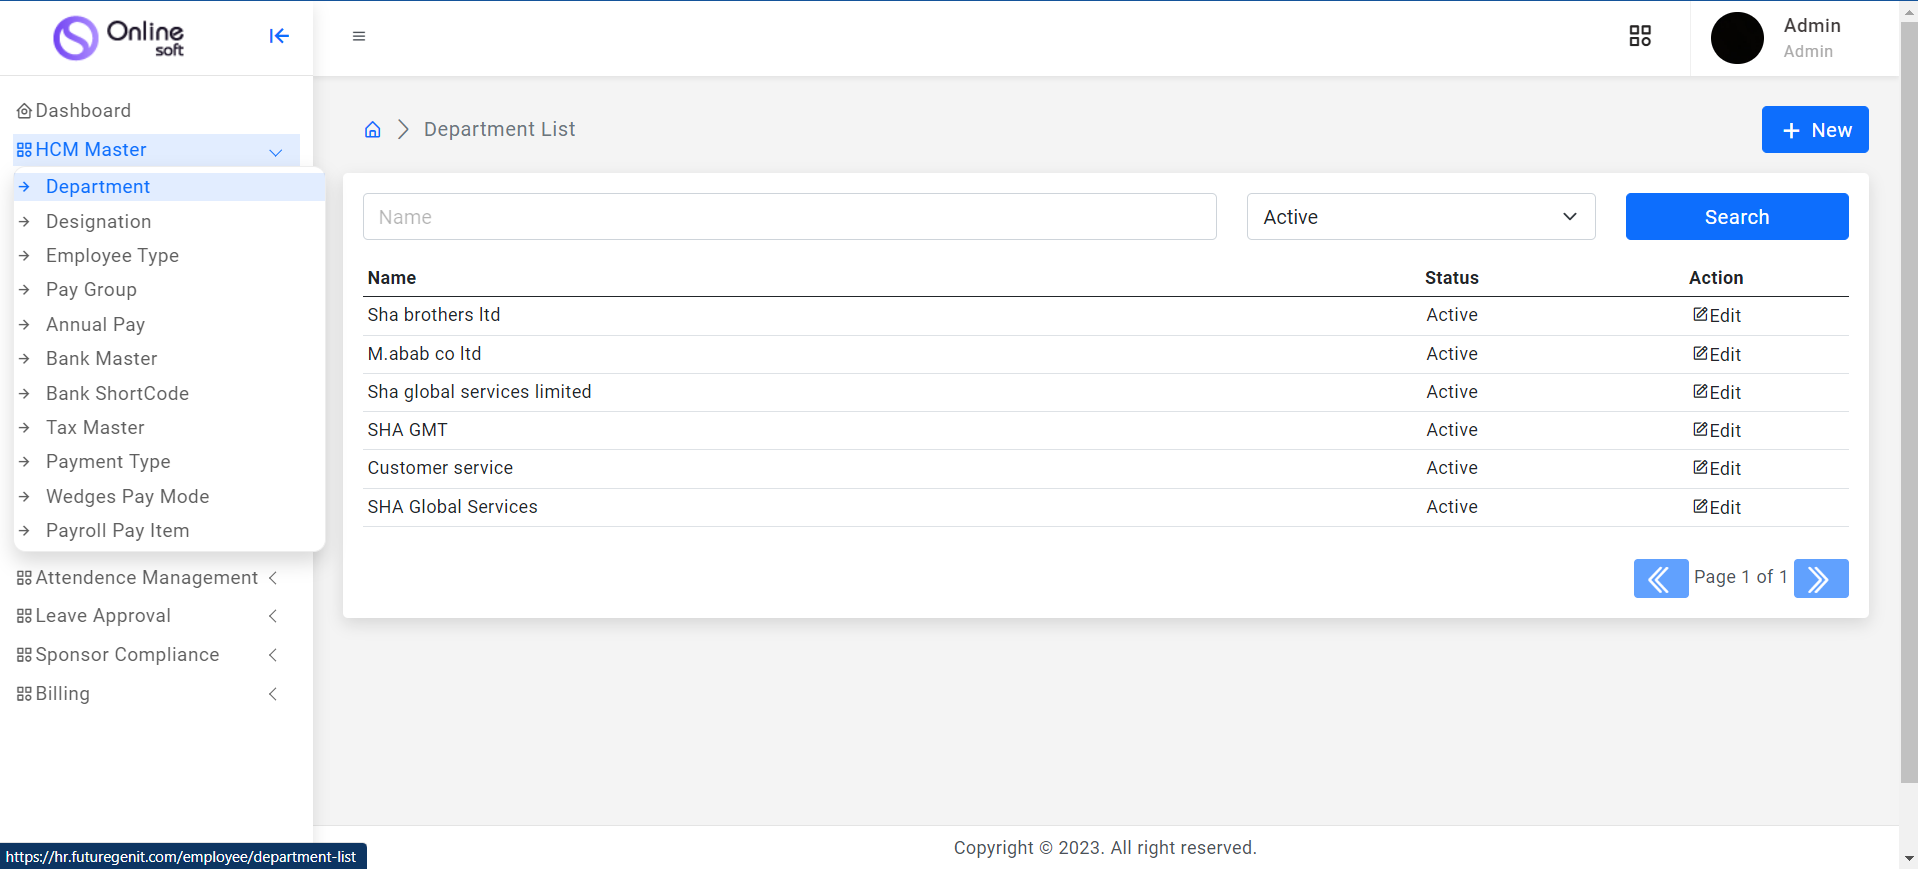 Online
soft
Admin
Admin
Dashboard
HCM Master
Department
Designation
Employee Type
Pay Group
Annual Pay
Bank Master
Bank ShortCode
Tax Master
Payment Type
Wedges Pay Mode
Payroll Pay Item
Attendence Management
Leave Approval
Sponsor Compliance
Billing
Department List
+ New
Name
Active
Search
Name Status Action
Sha brothers ltd Active Edit
M.abab co ltd Active Edit
Sha global services limited Active Edit
SHA GMT Active Edit
Customer service Active Edit
SHA Global Services Active Edit
Page 1 of 1
Copyright © 2023. All right reserved.
https://hr.futuregenit.com/employee/department-list